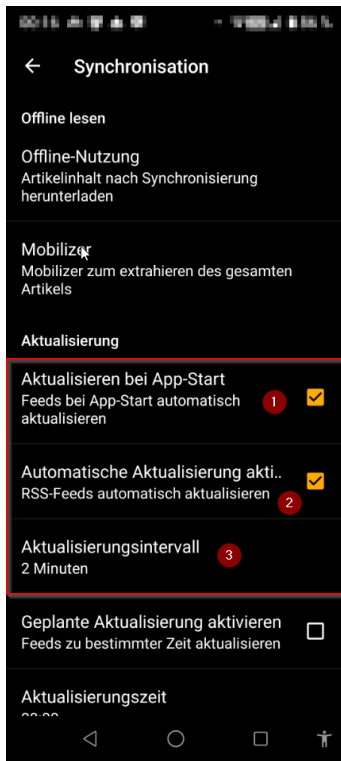 Synchronisation
Offline lesen
Offline-Nutzung
Artikelinhalt nach Synchronisierung
herunterladen
Mobilizer
Mobilizer zum extrahieren des gesamten
Artikels
Aktualisierung
Aktualisieren bei App-Start
Feeds bei App-Start automatisch
aktualisieren
1
Automatische Aktualisierung akti..
RSS-Feeds automatisch aktualisieren
2
Aktualisierungsintervall
3
2 Minuten
Geplante Aktualisierung aktivieren
Feeds zu bestimmter Zeit aktualisieren
Aktualisierungszeit